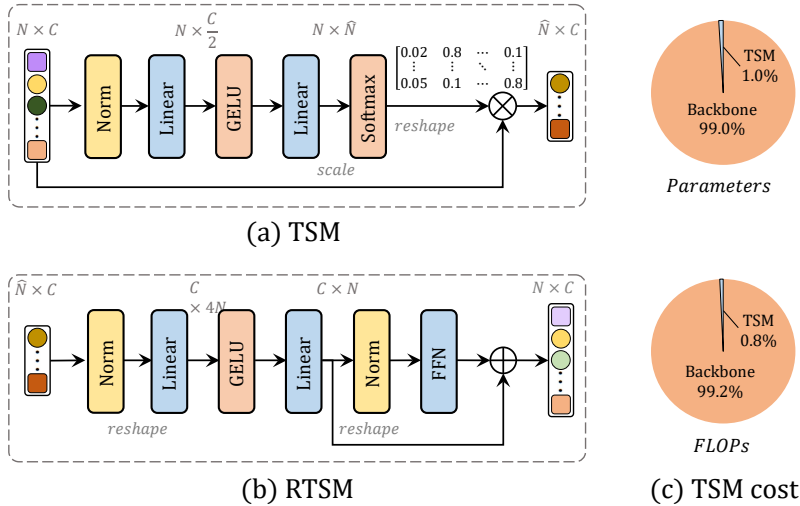 N × C
N × C/2
N × N̂
N̂ × C
Norm
Linear
GELU
Linear
Softmax
0.02 0.8 ⋯ 0.1
⋮ ⋮ ⋱ ⋮
0.05 0.1 ⋯ 0.8
reshape
scale
(a) TSM
TSM
1.0%
Backbone
99.0%
Parameters
N̂ × C
C
× 4N
C × N
N × C
Norm
Linear
GELU
Linear
Norm
FFN
reshape
reshape
(b) RTSM
TSM
0.8%
Backbone
99.2%
FLOPs
(c) TSM cost